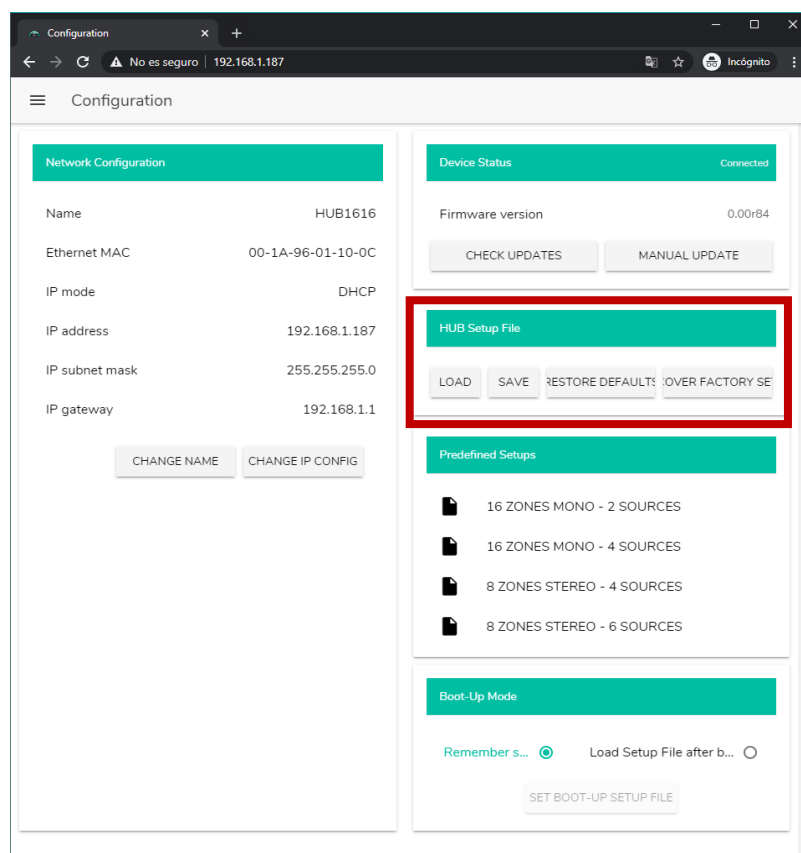 Configuration
No es seguro | 192.168.1.187
Incógnito
Configuration
Network Configuration
Name HUB1616
Ethernet MAC 00-1A-96-01-10-0C
IP mode DHCP
IP address 192.168.1.187
IP subnet mask 255.255.255.0
IP gateway 192.168.1.1
CHANGE NAME CHANGE IP CONFIG
Device Status Connected
Firmware version 0.00r84
CHECK UPDATES MANUAL UPDATE
HUB Setup File
LOAD SAVE RESTORE DEFAULTS COVER FACTORY SE
Predefined Setups
16 ZONES MONO - 2 SOURCES
16 ZONES MONO - 4 SOURCES
8 ZONES STEREO - 4 SOURCES
8 ZONES STEREO - 6 SOURCES
Boot-Up Mode
Remember s... Load Setup File after b...
SET BOOT-UP SETUP FILE